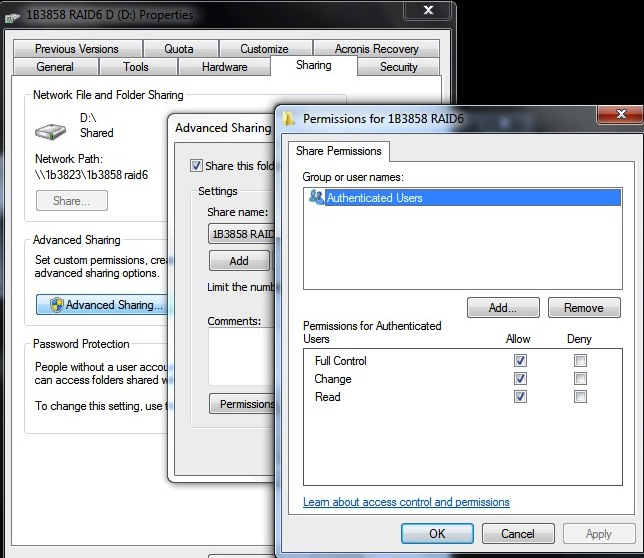 1B3858 RAID6 D (D:) Properties
Previous Versions
Quota
Customize
Acronis Recovery
General
Tools
Hardware
Sharing
Security
Network File and Folder Sharing
D:\
Shared
Network Path:
\\1b3823\1b3858 raid6
Share...
Advanced Sharing
Set custom permissions, crea
advanced sharing options.
Advanced Sharing...
Password Protection
People without a user accou
can access folders shared w
To change this setting, use t
Advanced Sharing
Share this fold
Settings
Share name:
1B3858 RAID
Add
Limit the numb
Comments:
Permissions
Permissions for 1B3858 RAID6
Share Permissions
Group or user names:
Authenticated Users
Add...
Remove
Permissions for Authenticated
Users
Allow
Deny
Full Control
Change
Read
Learn about access control and permissions
OK
Cancel
Apply